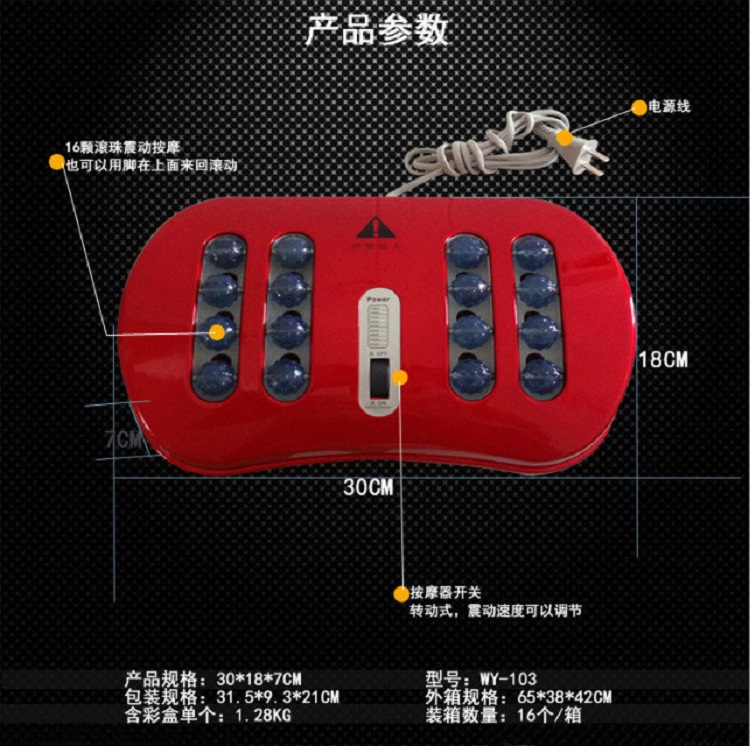 产品参数
电源线
16颗滚珠震动按摩
也可以用脚在上面来回滚动
Power
18CM
7CM
30CM
按摩器开关
转动式，震动速度可以调节
产品规格：30*18*7CM
型号：WY-103
包装规格：31.5*9.3*21CM
外箱规格：65*38*42CM
含彩盒单个：1.28KG
装箱数量：16个/箱